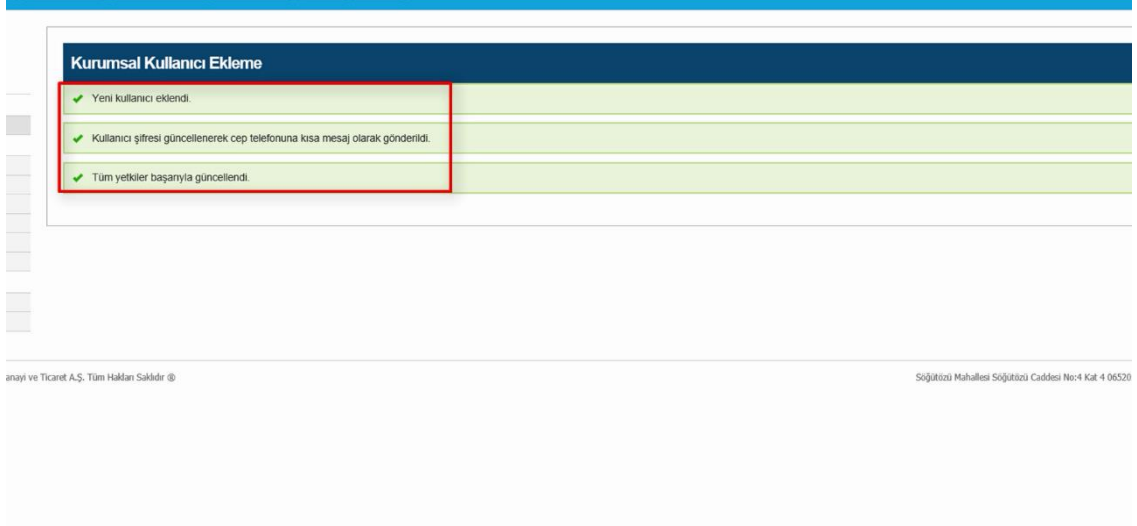 Kurumsal Kullanıcı Ekleme
Yeni kullanıcı eklendi.
Kullanıcı şifresi güncellenerek cep telefonuna kısa mesaj olarak gönderildi.
Tüm yetkiler başarıyla güncellendi.
anayi ve Ticaret A.Ş. Tüm Hakları Saklıdır ®
Söğütözü Mahallesi Söğütözü Caddesi No:4 Kat 4 06520